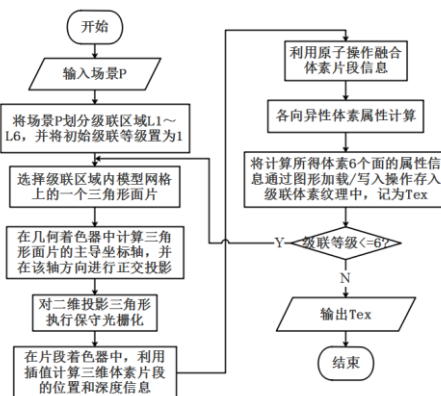 开始
输入场景P
将场景P划分级联区域L1～
L6，并将初始级联等级置为1
选择级联区域内模型网格
上的一个三角形面片
在几何着色器中计算三角
形面片的主导坐标轴，并在
该轴方向进行正交投影
对二维投影三角形
执行保守光栅化
在片段着色器中，利用
插值计算三维体素片段
的位置和深度信息
利用原子操作融合
体素片段信息
各向异性体素属性计算
将计算所得体素6个面的属性信
息通过图形加载/写入操作存入
级联体素纹理中，记为Tex
Y
级联等级<=6?
N
输出Tex
结束